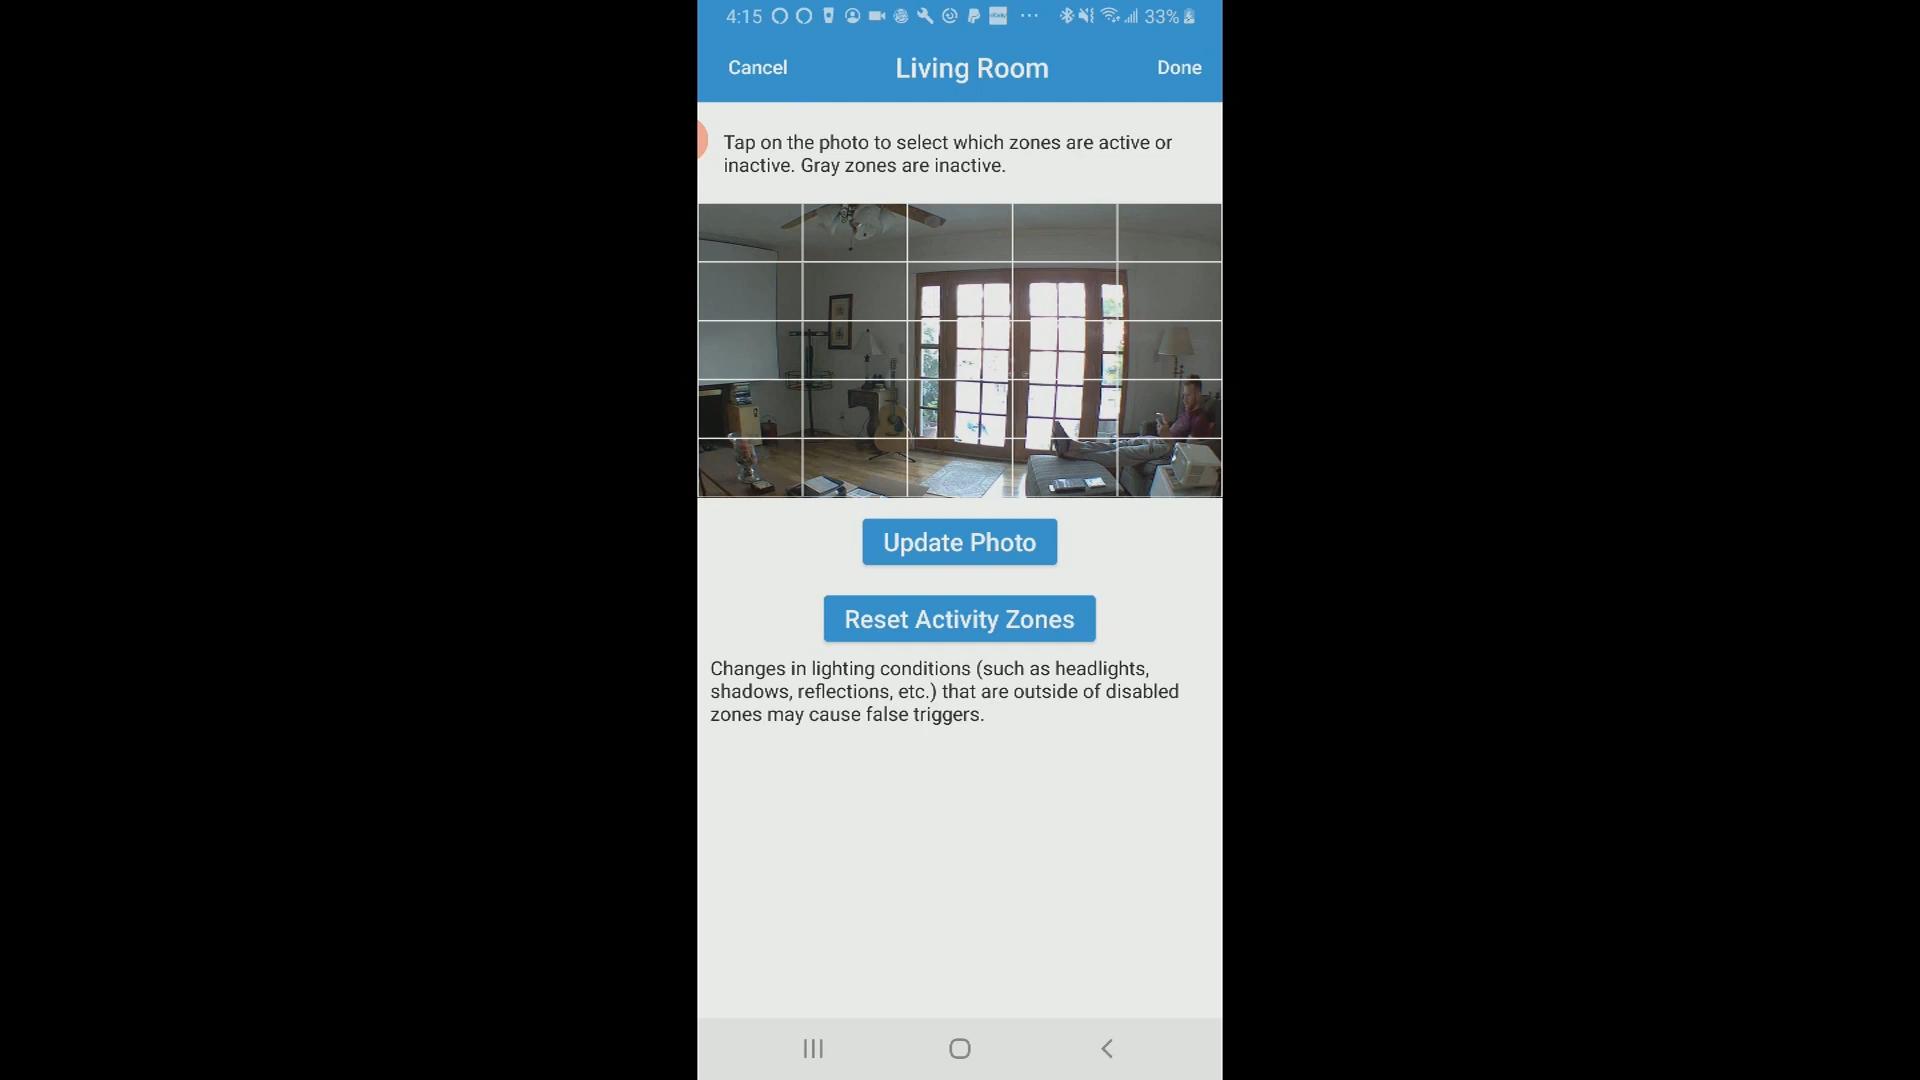 4:15
33%
Cancel
Living Room
Done
Tap on the photo to select which zones are active or
inactive. Gray zones are inactive.
Update Photo
Reset Activity Zones
Changes in lighting conditions (such as headlights,
shadows, reflections, etc.) that are outside of disabled
zones may cause false triggers.